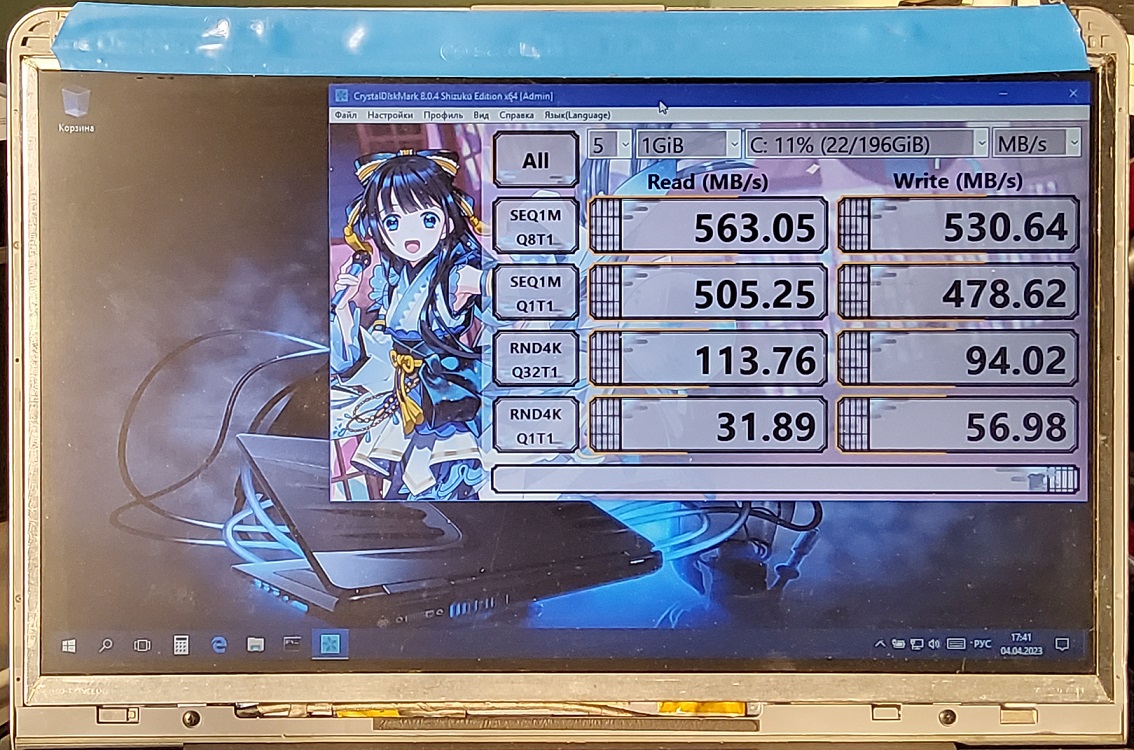 Корзина
CrystalDiskMark 8.0.4 Shizuku Edition x64 [Admin]
Файл Настройки Профиль Вид Справка Язык(Language)
All 5 1GiB C: 11% (22/196GiB) MB/s
Read (MB/s) Write (MB/s)
SEQ1M Q8T1 563.05 530.64
SEQ1M Q1T1 505.25 478.62
RND4K Q32T1 113.76 94.02
RND4K Q1T1 31.89 56.98
РУС
17:41
04.04.2023